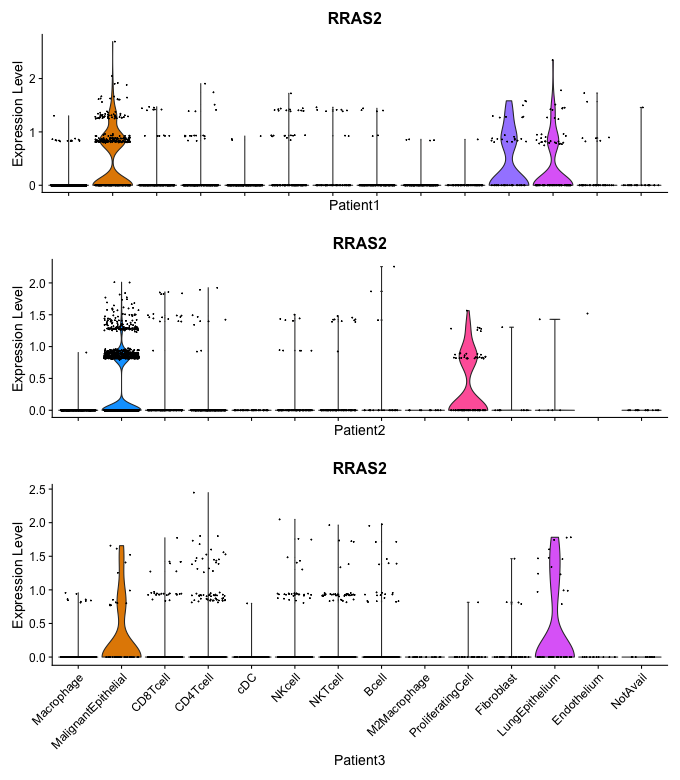 RRAS2
Expression Level
2
1
0
Patient1
RRAS2
Expression Level
2.0
1.5
1.0
0.5
0.0
Patient2
RRAS2
Expression Level
2.5
2.0
1.5
1.0
0.5
0.0
Macrophage
MalignantEpithelial
CD8Tcell
CD4Tcell
cDC
NKcell
NKTcell
Bcell
M2Macrophage
ProliferatingCell
Fibroblast
LungEpithelium
Endothelium
NotAvail
Patient3